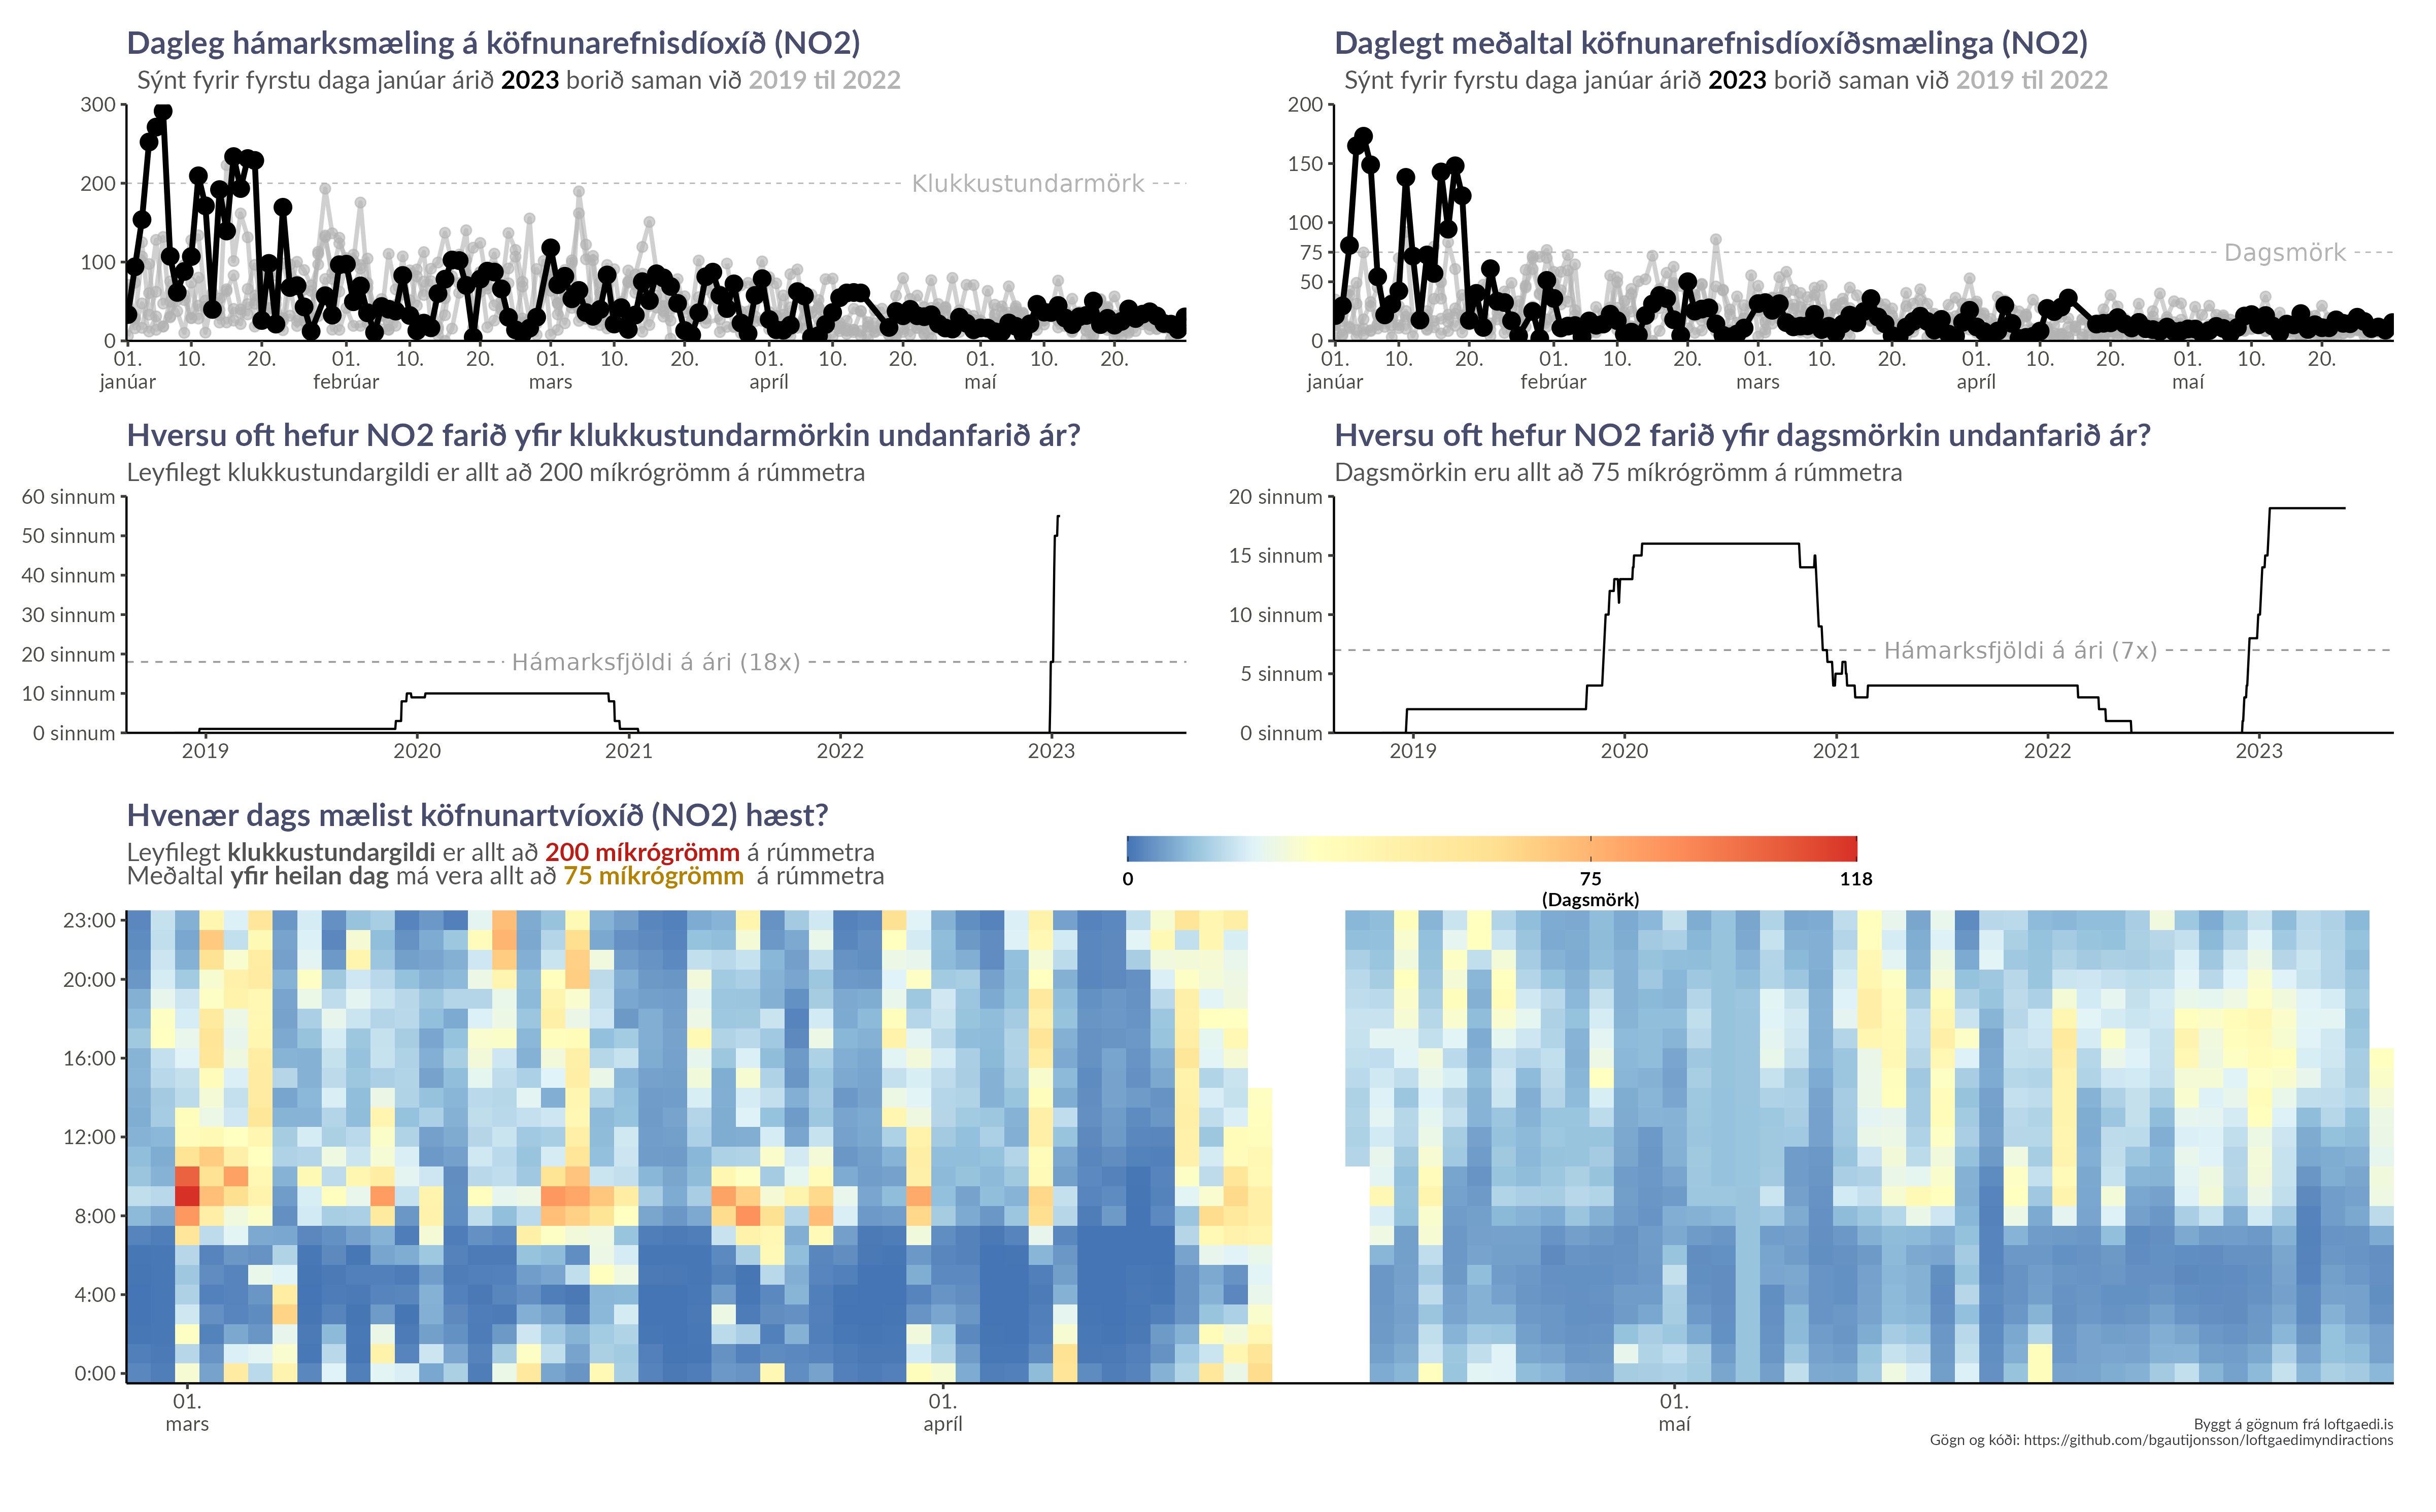 Dagleg hámarksmæling á köfnunarefnisdíoxíð (NO2)
Sýnt fyrir fyrstu daga janúar árið 2023 borið saman við 2019 til 2022
300
200
100
0
Klukkustundarmörk
01. 10. 20. 01. 10. 20. 01. 10. 20. 01. 10. 20. 01. 10. 20.
janúar febrúar mars apríl maí
Daglegt meðaltal köfnunarefnisdíoxíðsmælinga (NO2)
Sýnt fyrir fyrstu daga janúar árið 2023 borið saman við 2019 til 2022
200
150
100
75
50
0
Dagsmörk
01. 10. 20. 01. 10. 20. 01. 10. 20. 01. 10. 20. 01. 10. 20.
janúar febrúar mars apríl maí
Hversu oft hefur NO2 farið yfir klukkustundarmörkin undanfarið ár?
Leyfilegt klukkustundargildi er allt að 200 míkrógrömm á rúmmetra
60 sinnum
50 sinnum
40 sinnum
30 sinnum
20 sinnum
10 sinnum
0 sinnum
Hámarksfjöldi á ári (18x)
2019 2020 2021 2022 2023
Hversu oft hefur NO2 farið yfir dagsmörkin undanfarið ár?
Dagsmörkin eru allt að 75 míkrógrömm á rúmmetra
20 sinnum
15 sinnum
10 sinnum
5 sinnum
0 sinnum
Hámarksfjöldi á ári (7x)
2019 2020 2021 2022 2023
Hvenær dags mælist köfnunartvíoxíð (NO2) hæst?
Leyfilegt klukkustundargildi er allt að 200 míkrógrömm á rúmmetra
Meðaltal yfir heilan dag má vera allt að 75 míkrógrömm á rúmmetra
0 75 118
(Dagsmörk)
23:00
20:00
16:00
12:00
8:00
4:00
0:00
01. 01. 01.
mars apríl maí
Byggt á gögnum frá loftgaedi.is
Gögn og kóði: https://github.com/bgautijonsson/loftgaedimyndiractions